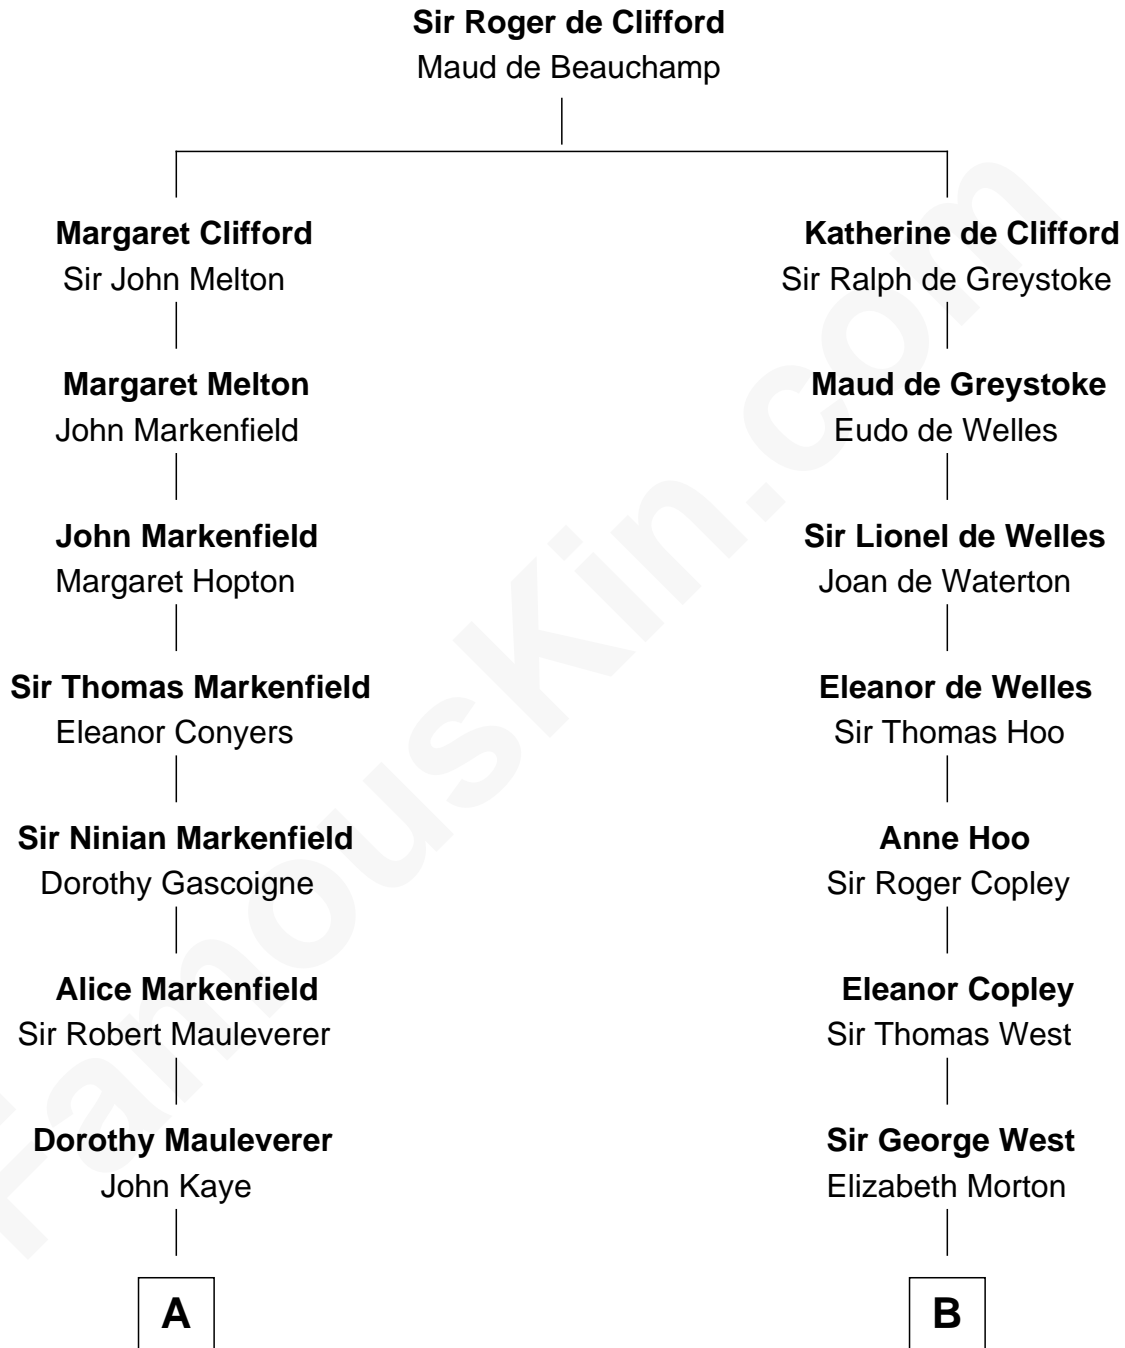 Sir Roger de Clifford
Maud de Beauchamp
Margaret Clifford
Sir John Melton
Margaret Melton
John Markenfield
John Markenfield
Margaret Hopton
Sir Thomas Markenfield
Eleanor Conyers
Sir Ninian Markenfield
Dorothy Gascoigne
Alice Markenfield
Sir Robert Mauleverer
Dorothy Mauleverer
John Kaye
A
Katherine de Clifford
Sir Ralph de Greystoke
Maud de Greystoke
Eudo de Welles
Sir Lionel de Welles
Joan de Waterton
Eleanor de Welles
Sir Thomas Hoo
Anne Hoo
Sir Roger Copley
Eleanor Copley
Sir Thomas West
Sir George West
Elizabeth Morton
B
FamousKin.com